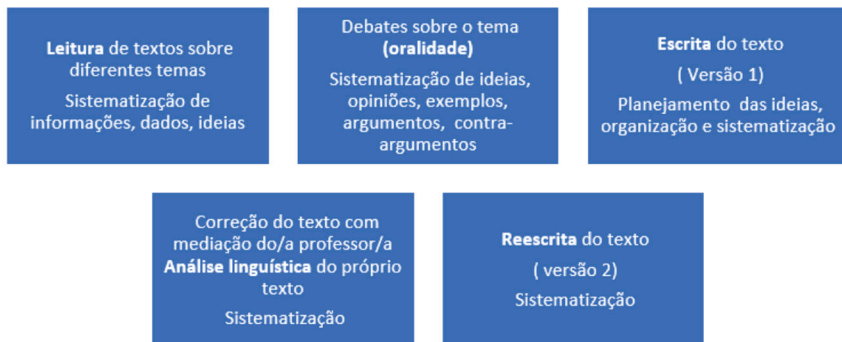 Leitura de textos sobre
diferentes temas
Sistematização de
informações, dados, ideias
Debates sobre o tema
(oralidade)
Sistematização de ideias,
opiniões, exemplos,
argumentos, contra-
argumentos
Escrita do texto
( Versão 1)
Planejamento das ideias,
organização e sistematização
Correção do texto com
mediação do/a professor/a
Análise linguística do próprio
texto
Sistematização
Reescrita do texto
( versão 2)
Sistematização